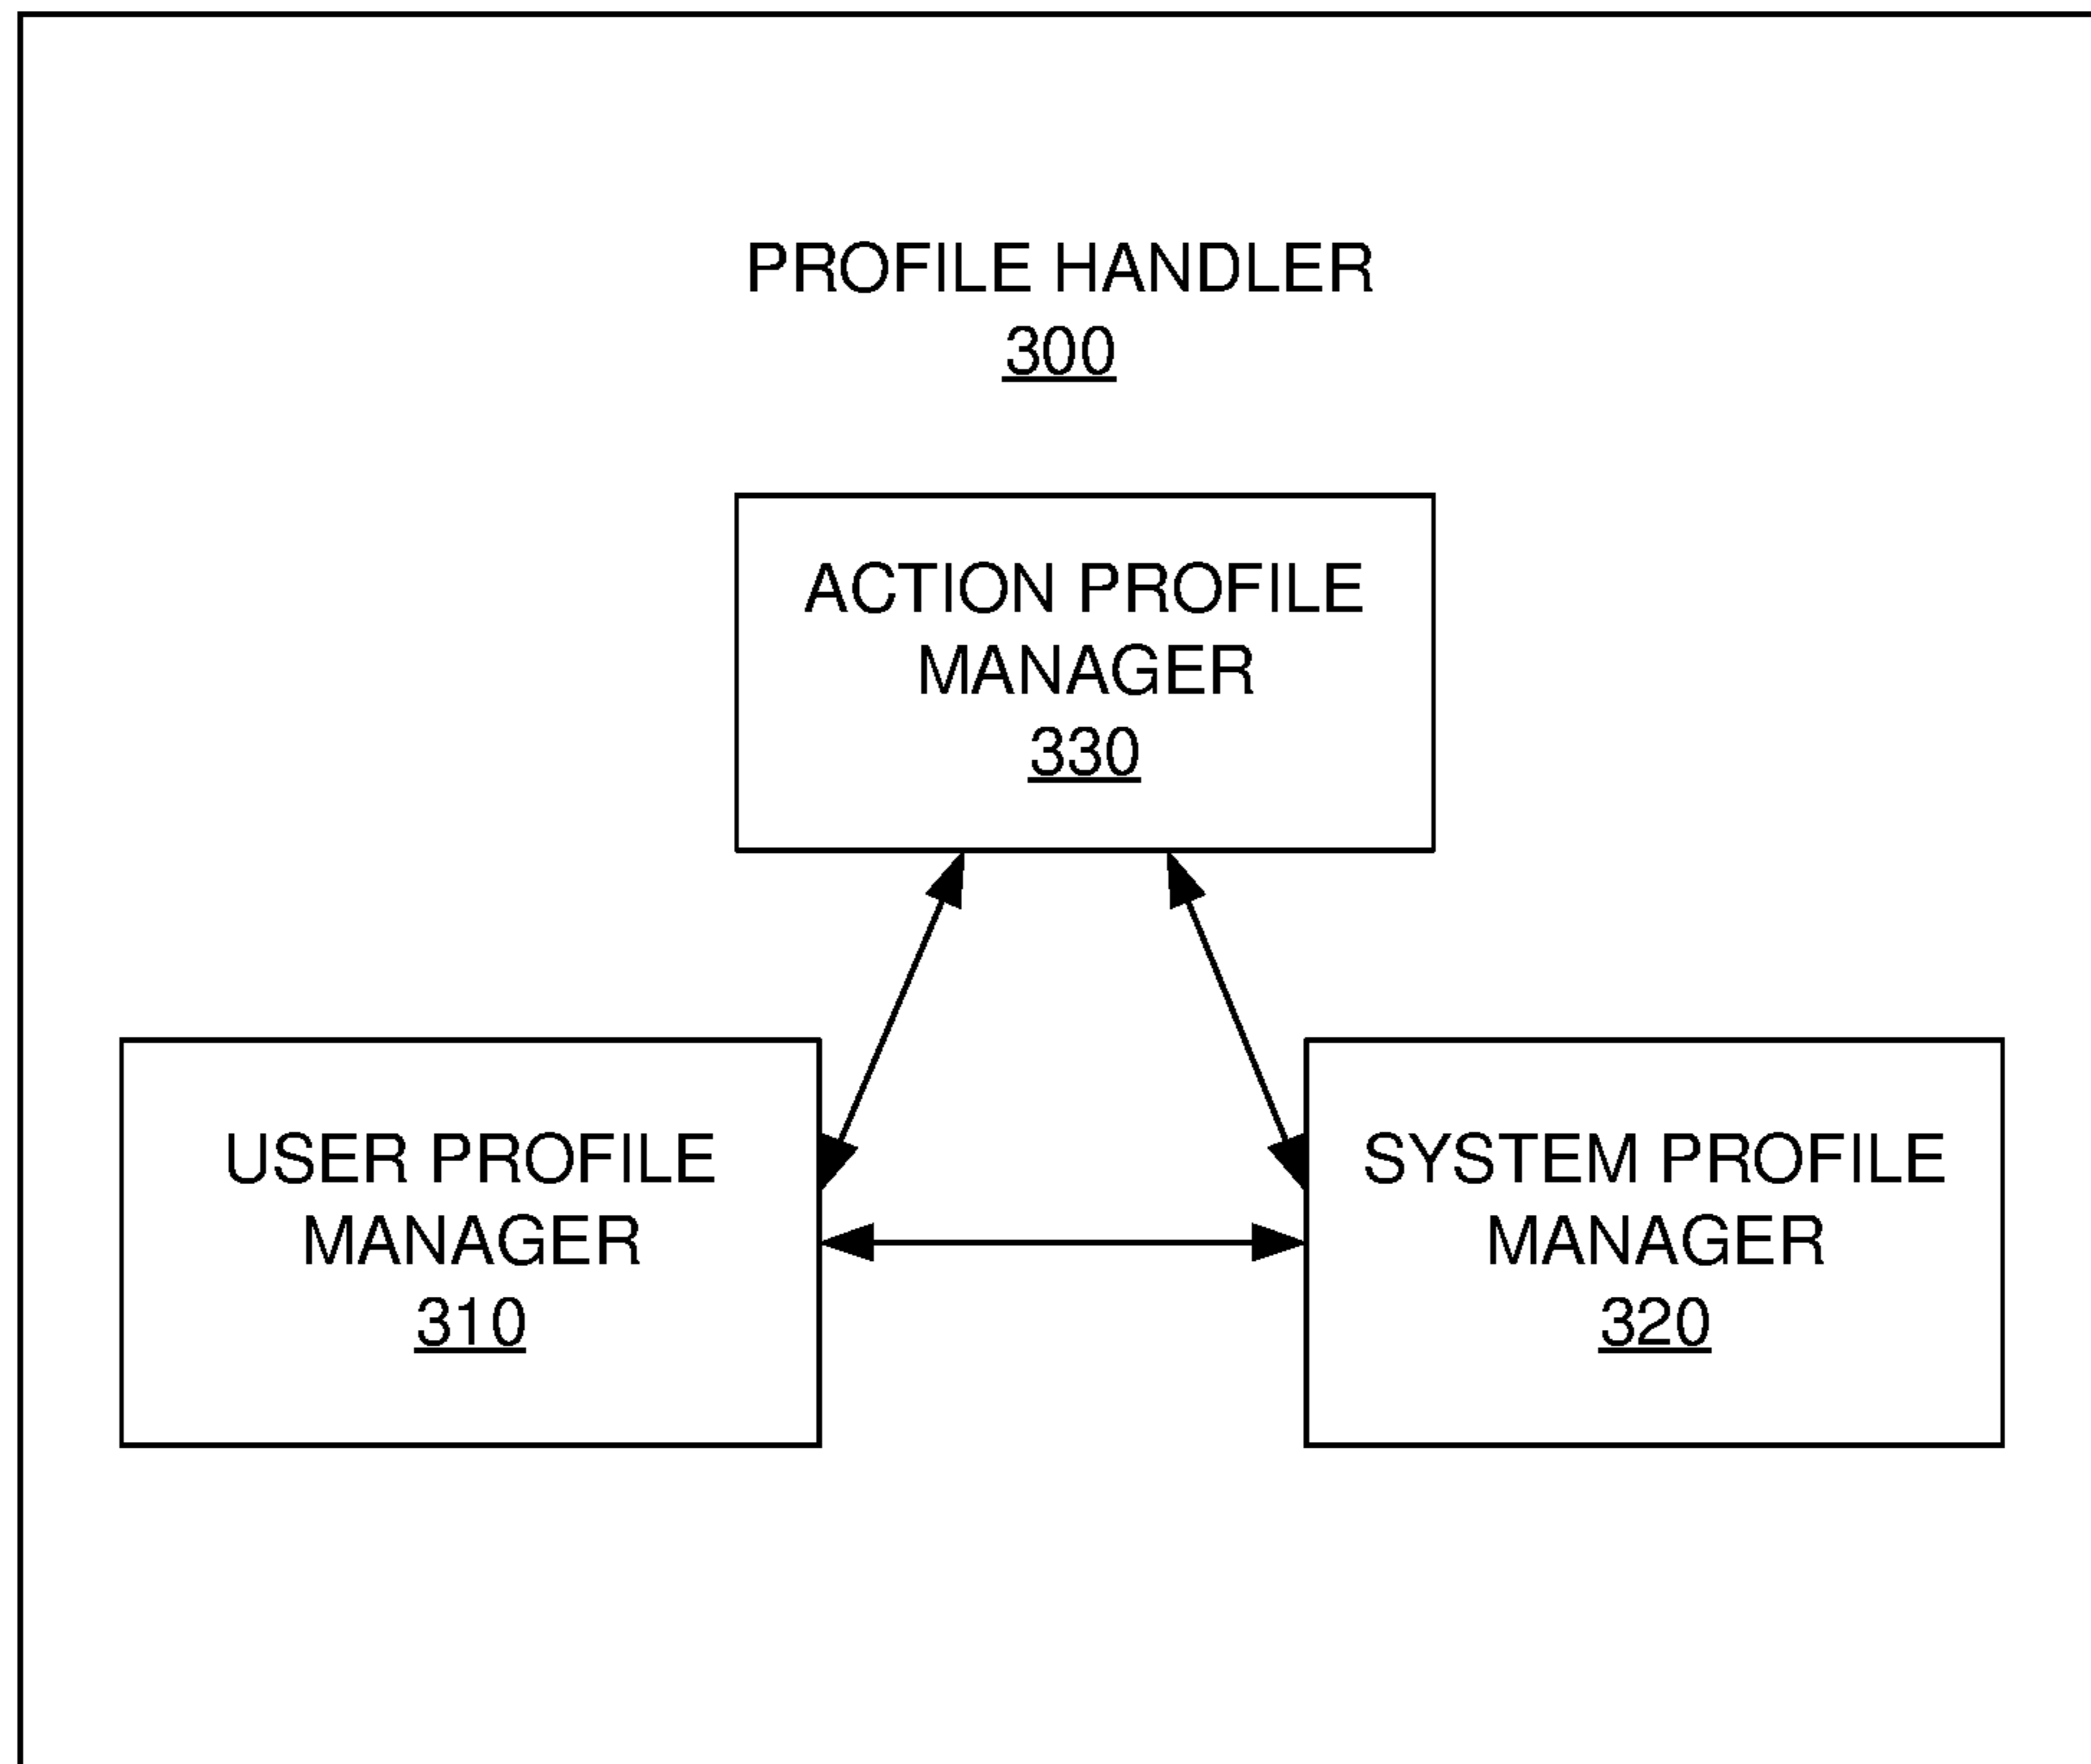 PROFILE HANDLER
300
ACTION PROFILE
MANAGER
330
USER PROFILE
MANAGER
310
SYSTEM PROFILE
MANAGER
320